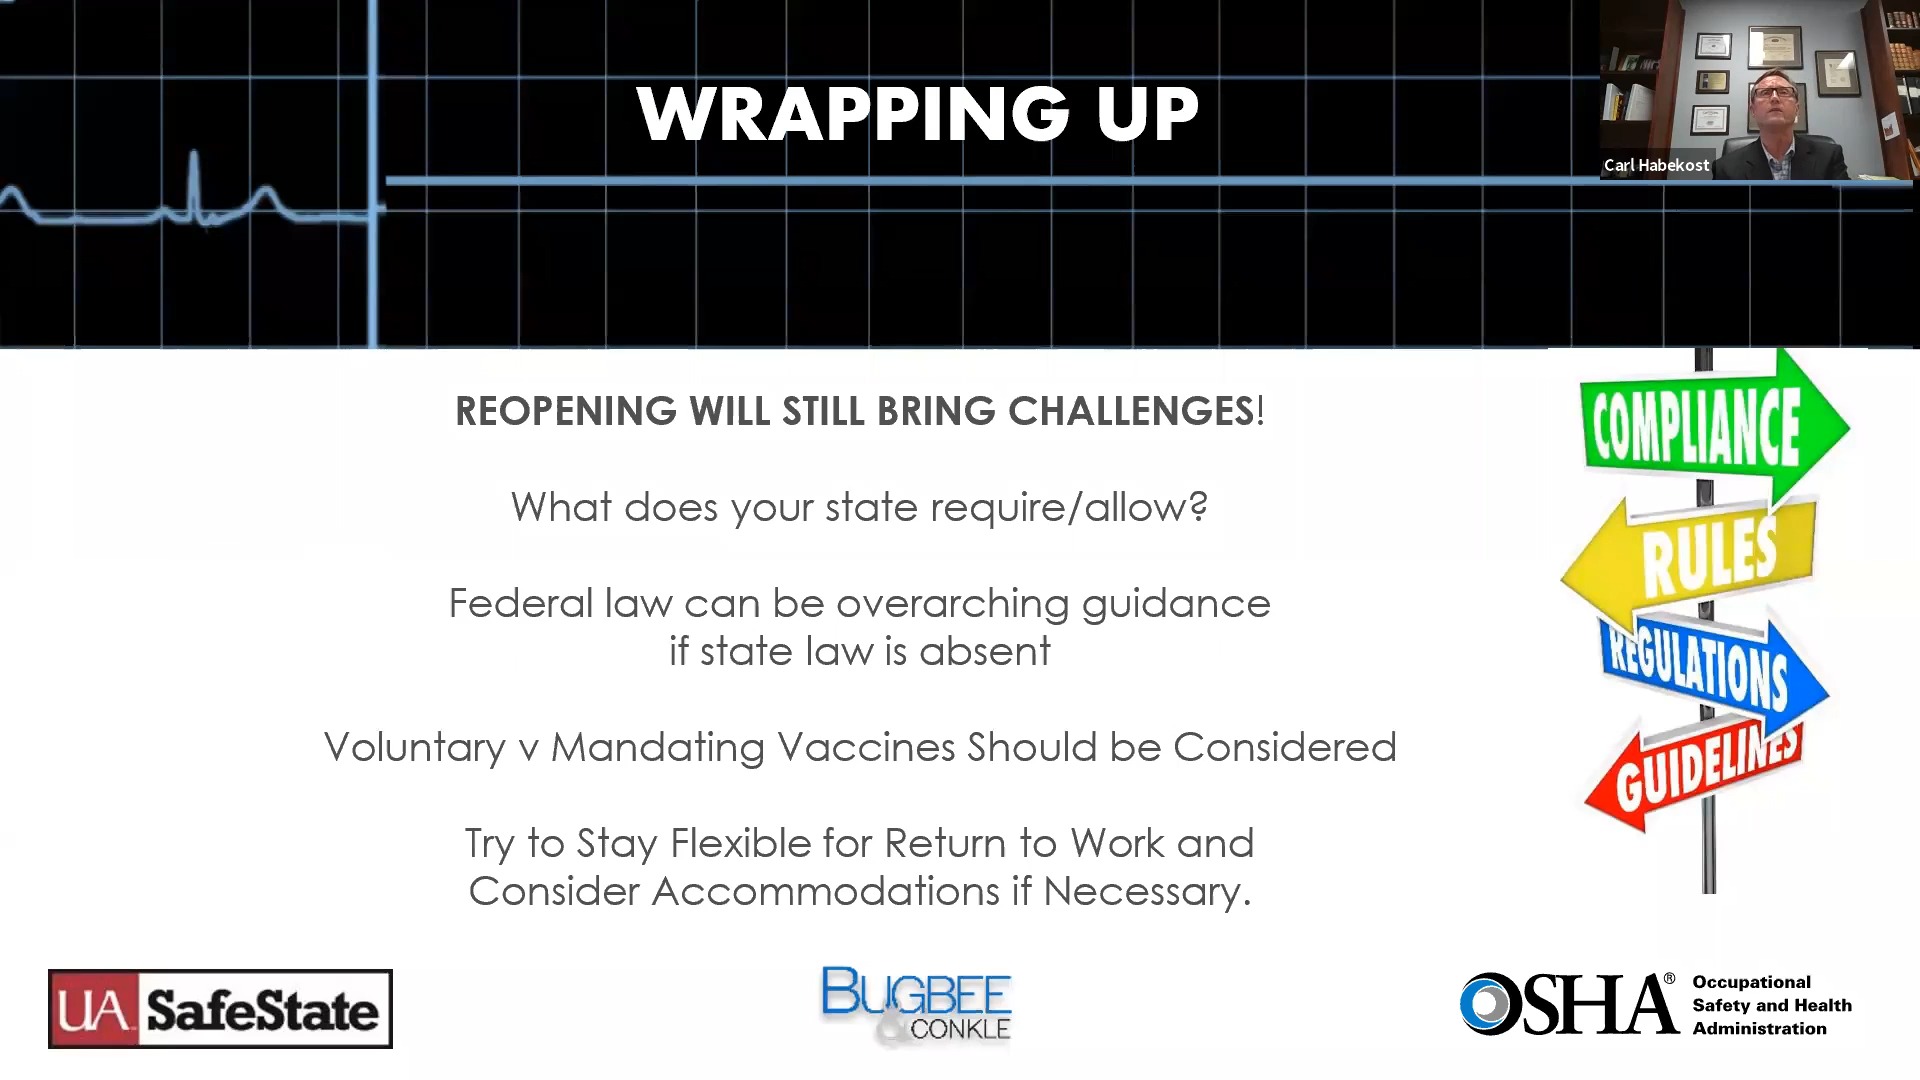 WRAPPING UP
Carl Habekost
REOPENING WILL STILL BRING CHALLENGES!
What does your state require/allow?
Federal law can be overarching guidance
if state law is absent
Voluntary v Mandating Vaccines Should be Considered
Try to Stay Flexible for Return to Work and
Consider Accommodations if Necessary.
COMPLIANCE
RULES
REGULATIONS
GUIDELINES
UA SafeState
BUGBEE
& CONKLE
OSHA®
Occupational
Safety and Health
Administration